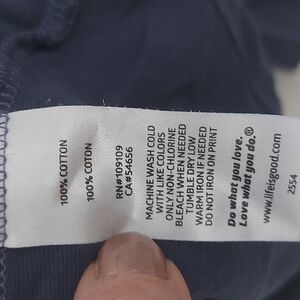 100% COTTON
100% COTON
RN#109109
CA#54656
MACHINE WASH COLD
WITH LIKE COLORS
ONLY NON-CHLORINE
BLEACH WHEN NEEDED
TUMBLE DRY LOW
WARM IRON IF NEEDED
DO NOT IRON ON PRINT
Do what you love.
Love what you do.®
www.lifeisgood.com
2554